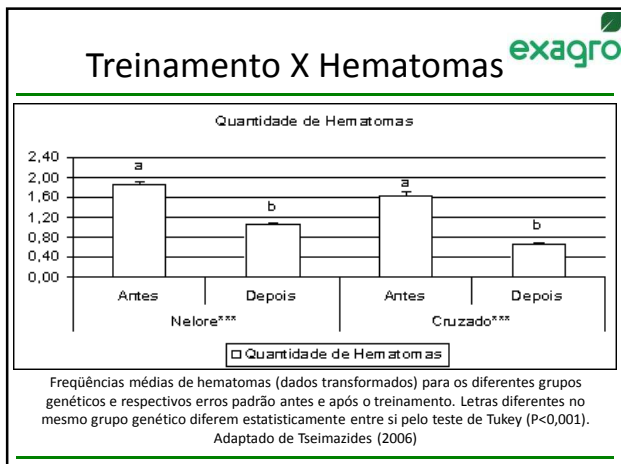 exagro
Treinamento X Hematomas
Quantidade de Hematomas
2,40
2,00
1,60
1,20
0,80
0,40
0,00
a
b
a
b
Antes Depois Antes Depois
Nelore*** Cruzado***
Quantidade de Hematomas
Freqüências médias de hematomas (dados transformados) para os diferentes grupos
genéticos e respectivos erros padrão antes e após o treinamento. Letras diferentes no
mesmo grupo genético diferem estatisticamente entre si pelo teste de Tukey (P<0,001).
Adaptado de Tseimazides (2006)